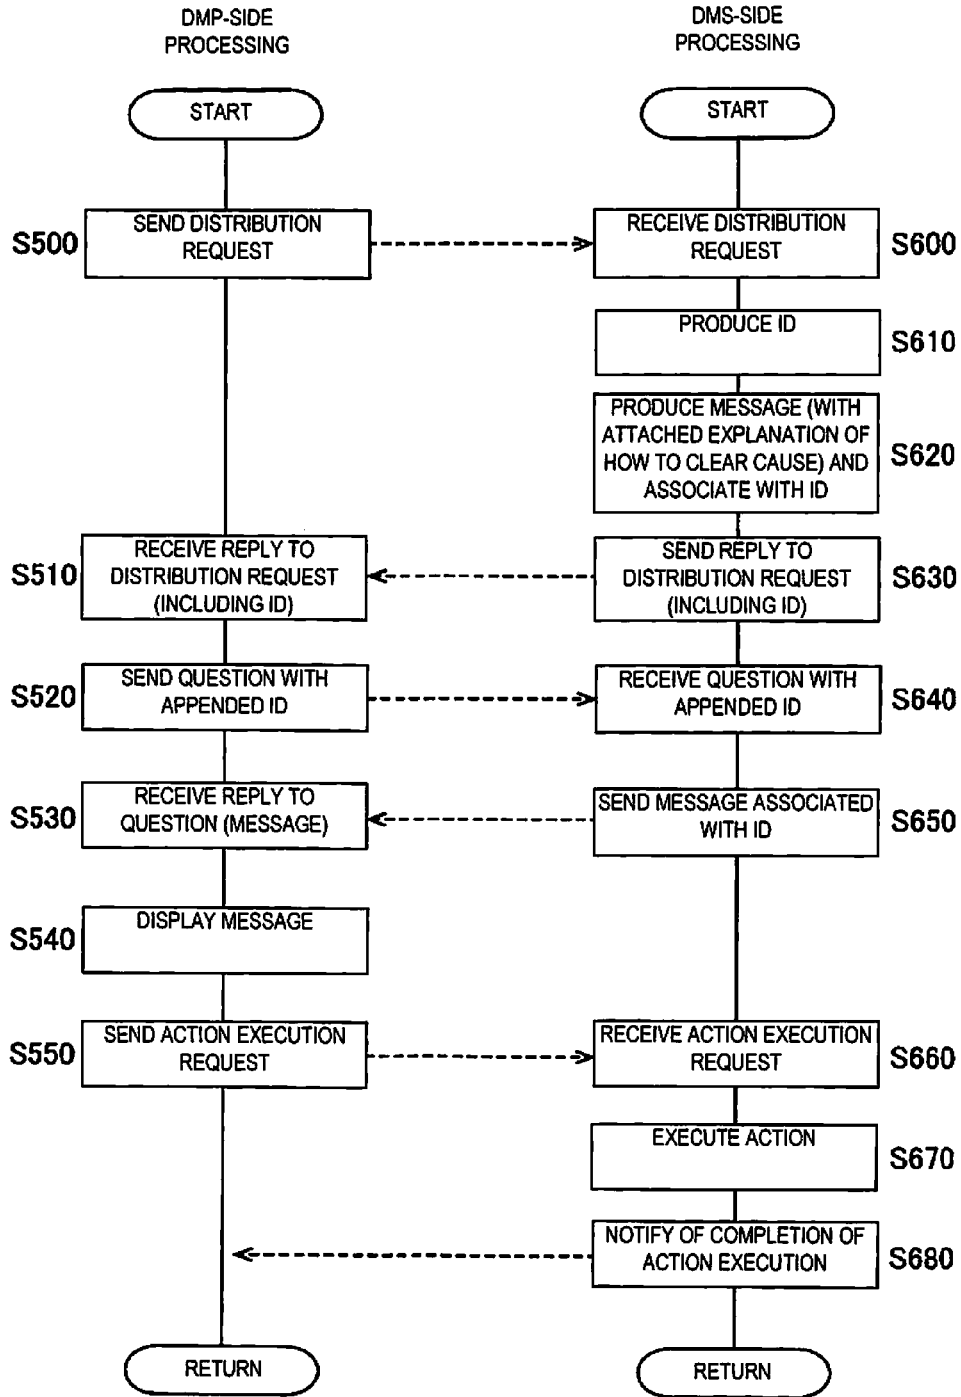 DMP-SIDE
PROCESSING
DMS-SIDE
PROCESSING
START
START
S500
SEND DISTRIBUTION
REQUEST
RECEIVE DISTRIBUTION
REQUEST
S600
PRODUCE ID
S610
PRODUCE MESSAGE (WITH
ATTACHED EXPLANATION OF
HOW TO CLEAR CAUSE) AND
ASSOCIATE WITH ID
S620
S510
RECEIVE REPLY TO
DISTRIBUTION REQUEST
(INCLUDING ID)
SEND REPLY TO
DISTRIBUTION REQUEST
(INCLUDING ID)
S630
S520
SEND QUESTION WITH
APPENDED ID
RECEIVE QUESTION WITH
APPENDED ID
S640
S530
RECEIVE REPLY TO
QUESTION (MESSAGE)
SEND MESSAGE ASSOCIATED
WITH ID
S650
S540
DISPLAY MESSAGE
S550
SEND ACTION EXECUTION
REQUEST
RECEIVE ACTION EXECUTION
REQUEST
S660
EXECUTE ACTION
S670
NOTIFY OF COMPLETION OF
ACTION EXECUTION
S680
RETURN
RETURN